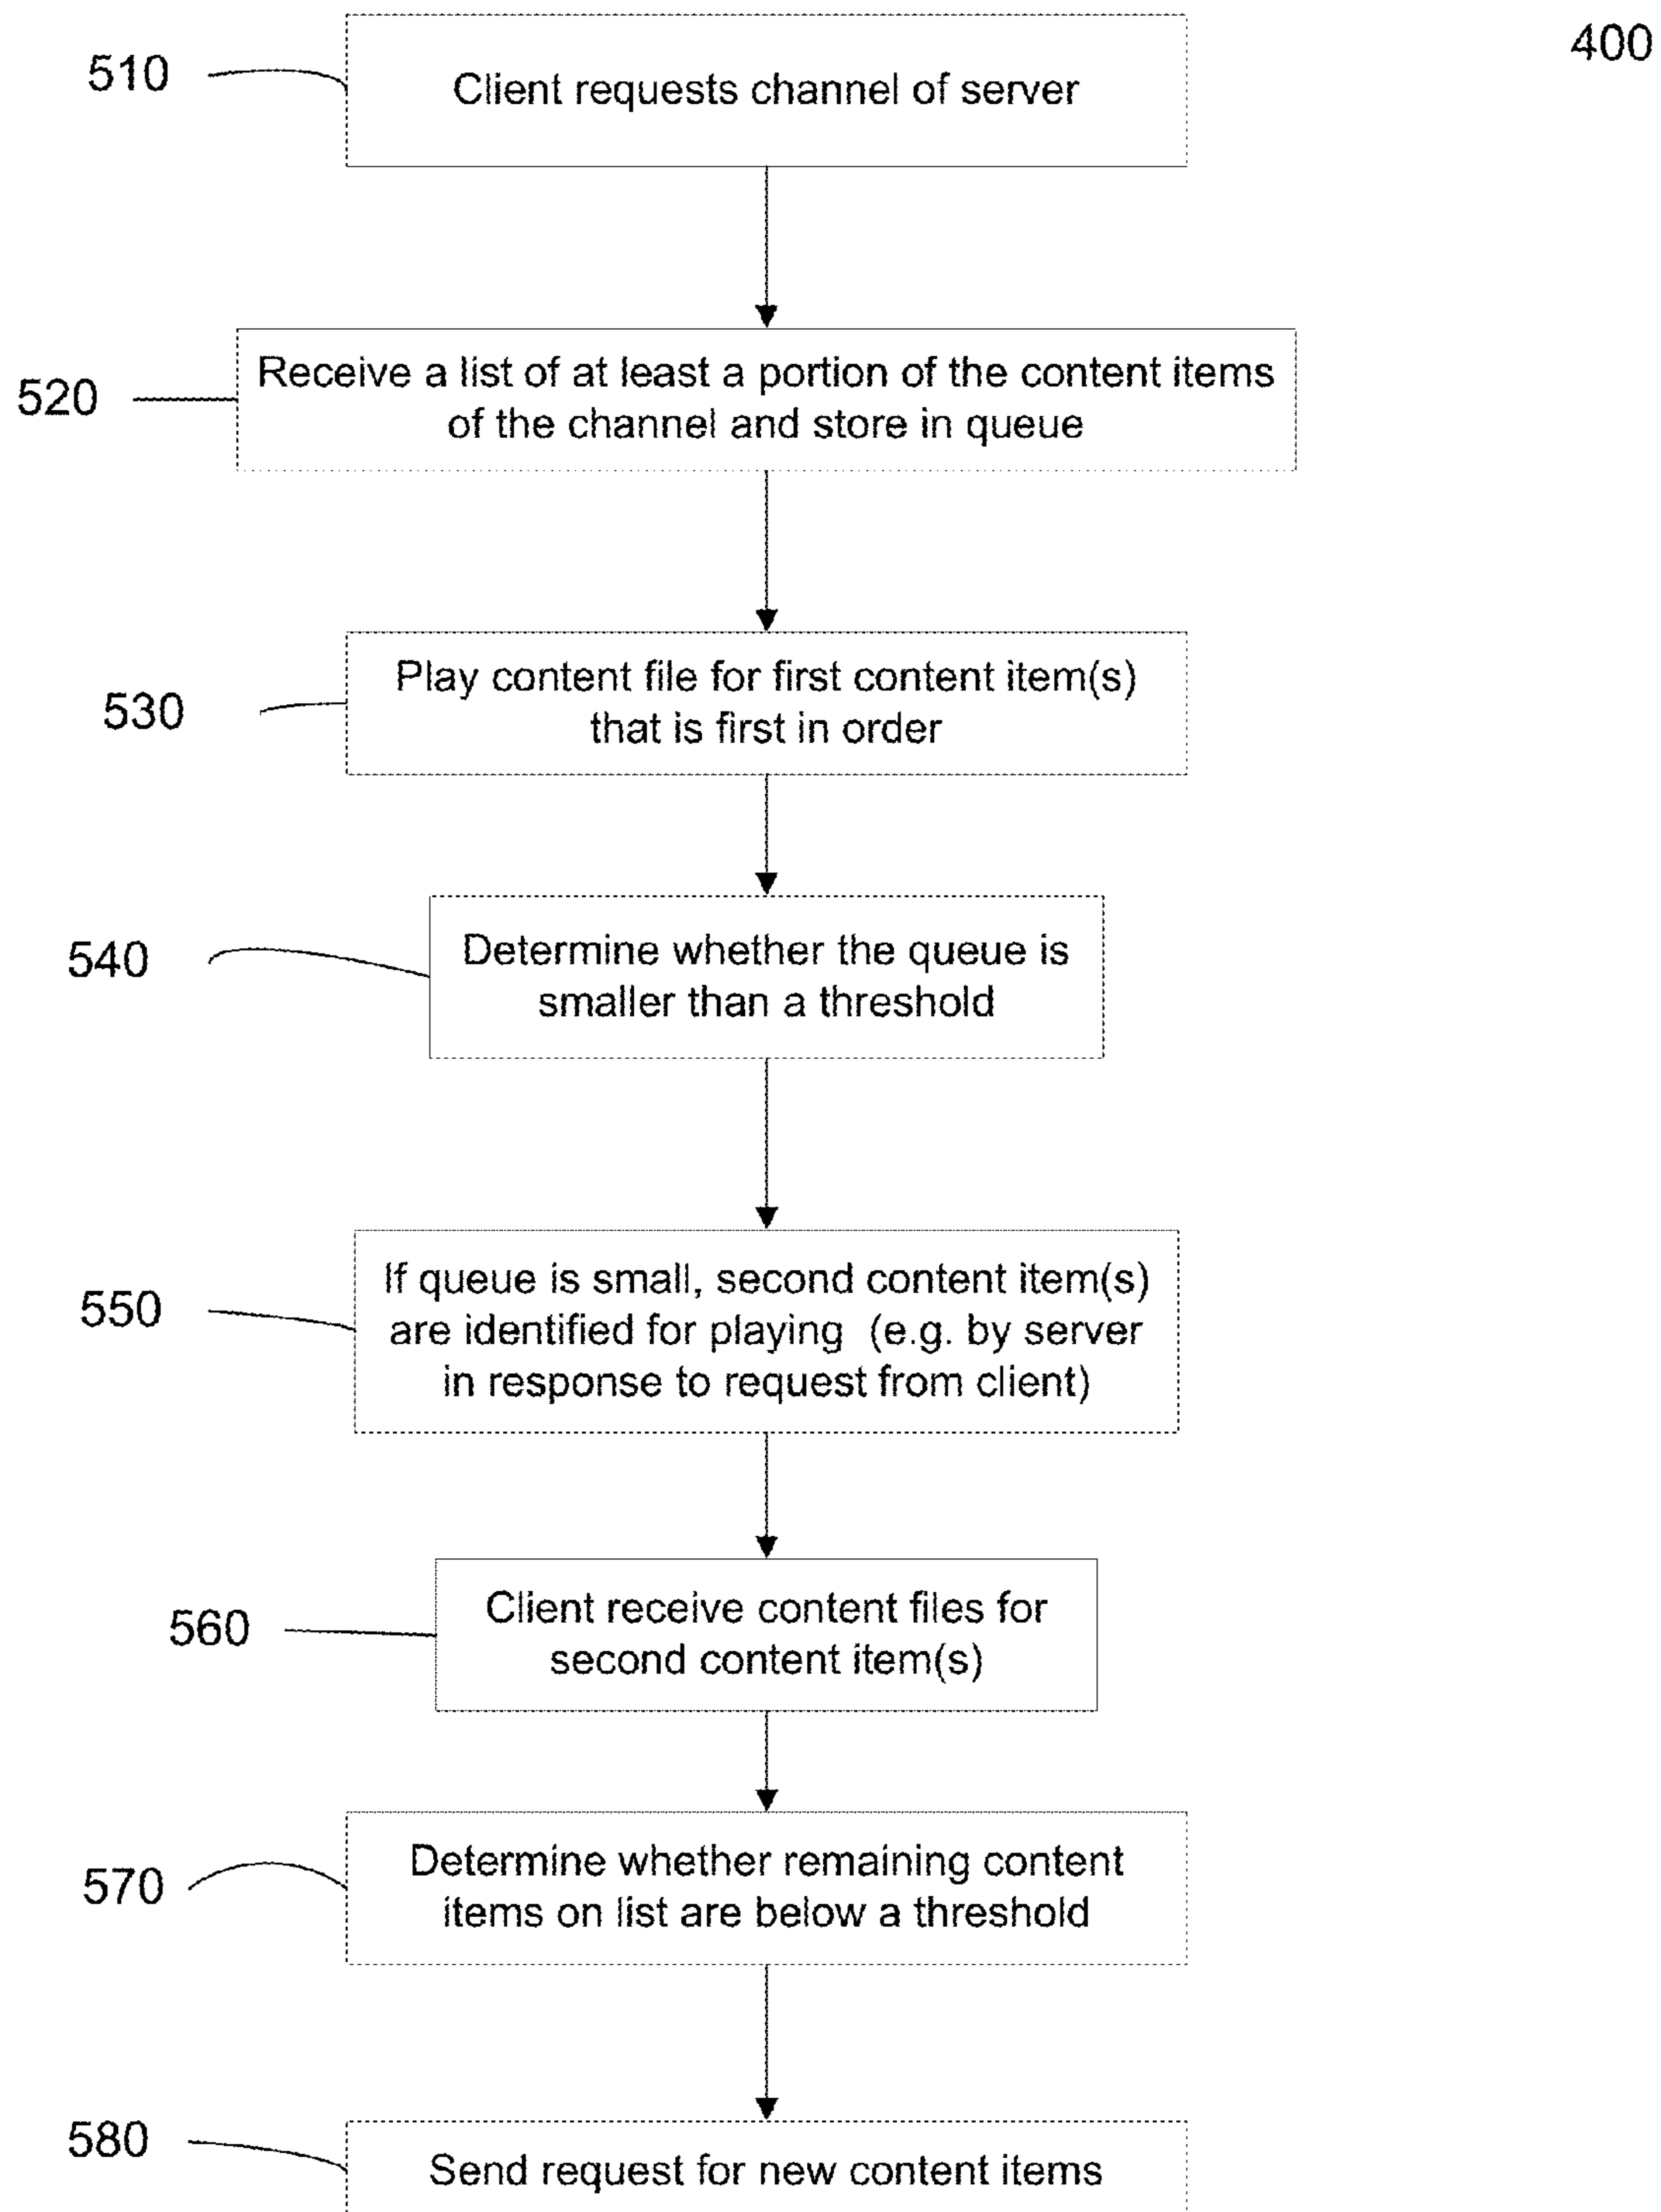 400
510
Client requests channel of server
520
Receive a list of at least a portion of the content items
of the channel and store in queue
530
Play content file for first content item(s)
that is first in order
540
Determine whether the queue is
smaller than a threshold
550
If queue is small, second content item(s)
are identified for playing (e.g. by server
in response to request from client)
560
Client receive content files for
second content item(s)
570
Determine whether remaining content
items on list are below a threshold
580
Send request for new content items